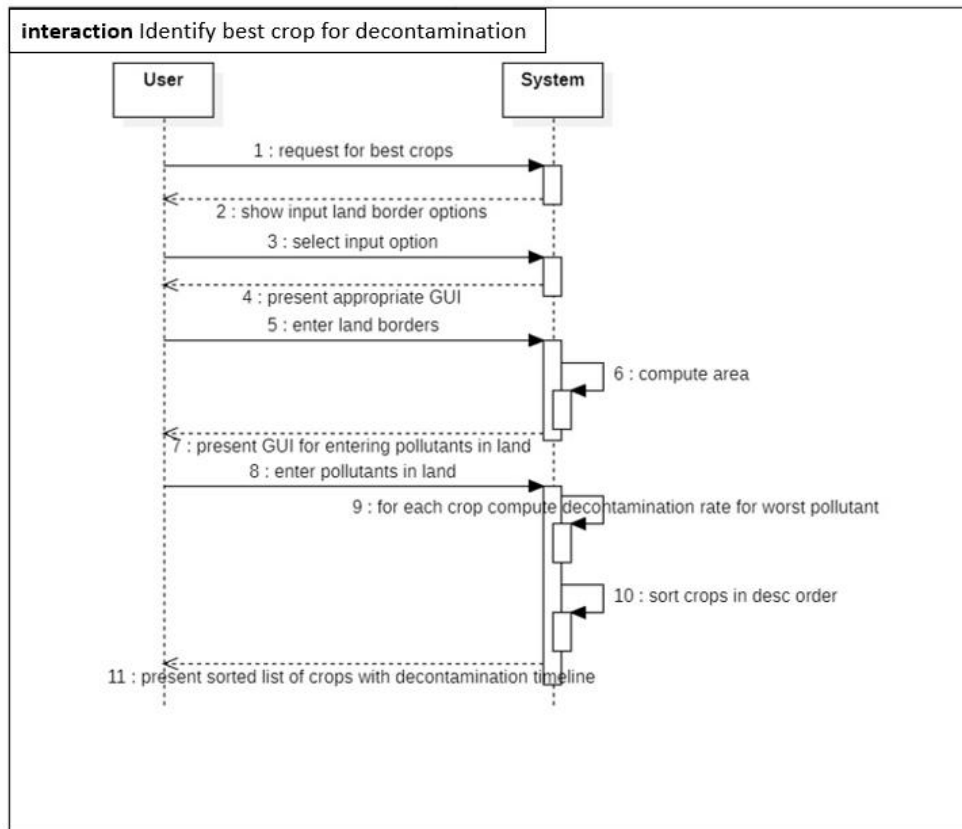 interaction Identify best crop for decontamination
User
System
1 : request for best crops
2 : show input land border options
3 : select input option
4 : present appropriate GUI
5 : enter land borders
6 : compute area
7 : present GUI for entering pollutants in land
8 : enter pollutants in land
9 : for each crop compute decontamination rate for worst pollutant
10 : sort crops in desc order
11 : present sorted list of crops with decontamination timeline